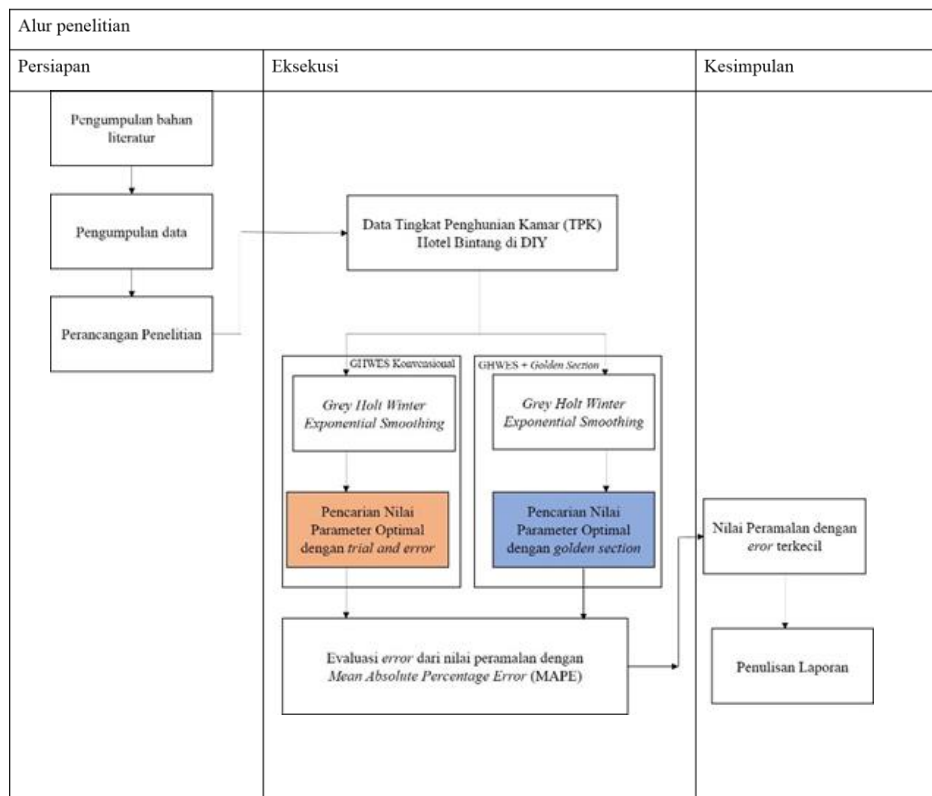 Alur penelitian
Persiapan
Eksekusi
Kesimpulan
Pengumpulan bahan
literatur
Pengumpulan data
Perancangan Penelitian
Data Tingkat Penghunian Kamar (TPK)
Hotel Bintang di DIY
GHWES Konvensional
Grey Holt Winter
Exponential Smoothing
Pencarian Nilai
Parameter Optimal
dengan trial and error
GHWES + Golden Section
Grey Holt Winter
Exponential Smoothing
Pencarian Nilai
Parameter Optimal
dengan golden section
Evaluasi error dari nilai peramalan dengan
Mean Absolute Percentage Error (MAPE)
Nilai Peramalan dengan
eror terkecil
Penulisan Laporan